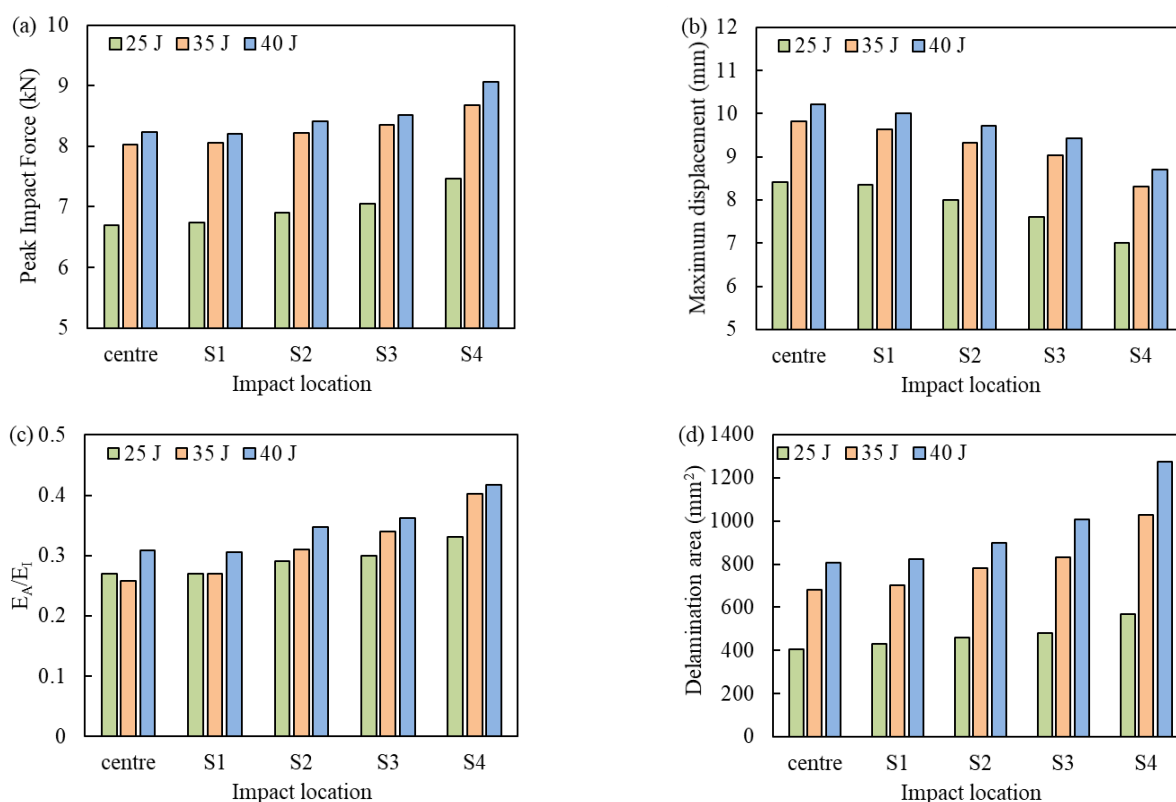 (a)
Peak Impact Force (kN)
10
9
8
7
6
5
25 J 35 J 40 J
centre S1 S2 S3 S4
Impact location
(b)
Maximum displacement (mm)
12
11
10
9
8
7
6
5
25 J 35 J 40 J
centre S1 S2 S3 S4
Impact location
(c)
E_A/E_I
0.5
0.4
0.3
0.2
0.1
0
25 J 35 J 40 J
centre S1 S2 S3 S4
Impact location
(d)
Delamination area (mm²)
1400
1200
1000
800
600
400
200
0
25 J 35 J 40 J
centre S1 S2 S3 S4
Impact location